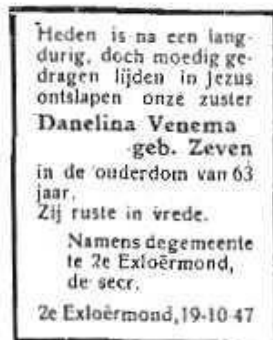 Heden is na een lang-
durig, doch moedig ge-
dragen lijden in Jezus
ontslapen onze zuster
Danelina Venema
geb. Zeven
in de ouderdom van 63
jaar.
Zij ruste in vrede.
Namens degemeente
te 2e Exloërmond,
de secr.
2e Exloërmond, 19-10-47